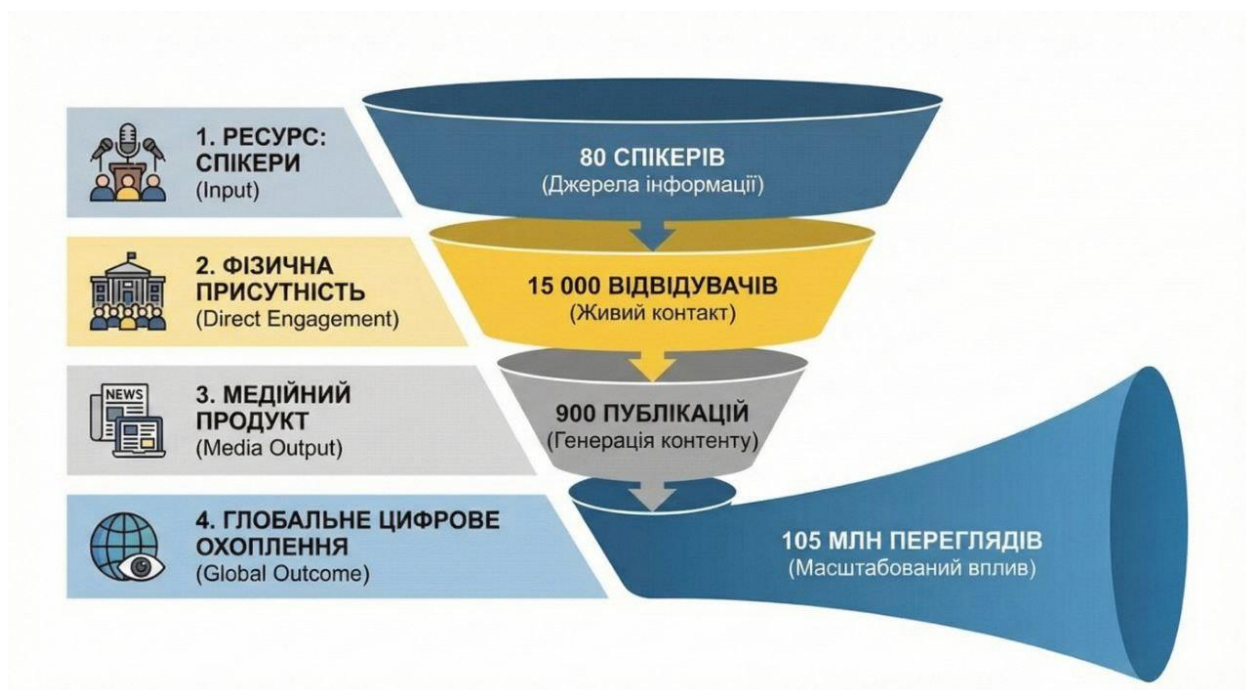 1. РЕСУРС:
СПІКЕРИ
(Input)
80 СПІКЕРІВ
(Джерела інформації)
2. ФІЗИЧНА
ПРИСУТНІСТЬ
(Direct Engagement)
15 000 ВІДВІДУВАЧІВ
(Живий контакт)
NEWS
3. МЕДІЙНИЙ
ПРОДУКТ
(Media Output)
900 ПУБЛІКАЦІЙ
(Генерація контенту)
4. ГЛОБАЛЬНЕ ЦИФРОВЕ
ОХОПЛЕННЯ
(Global Outcome)
105 МЛН ПЕРЕГЛЯДІВ
(Масштабований вплив)